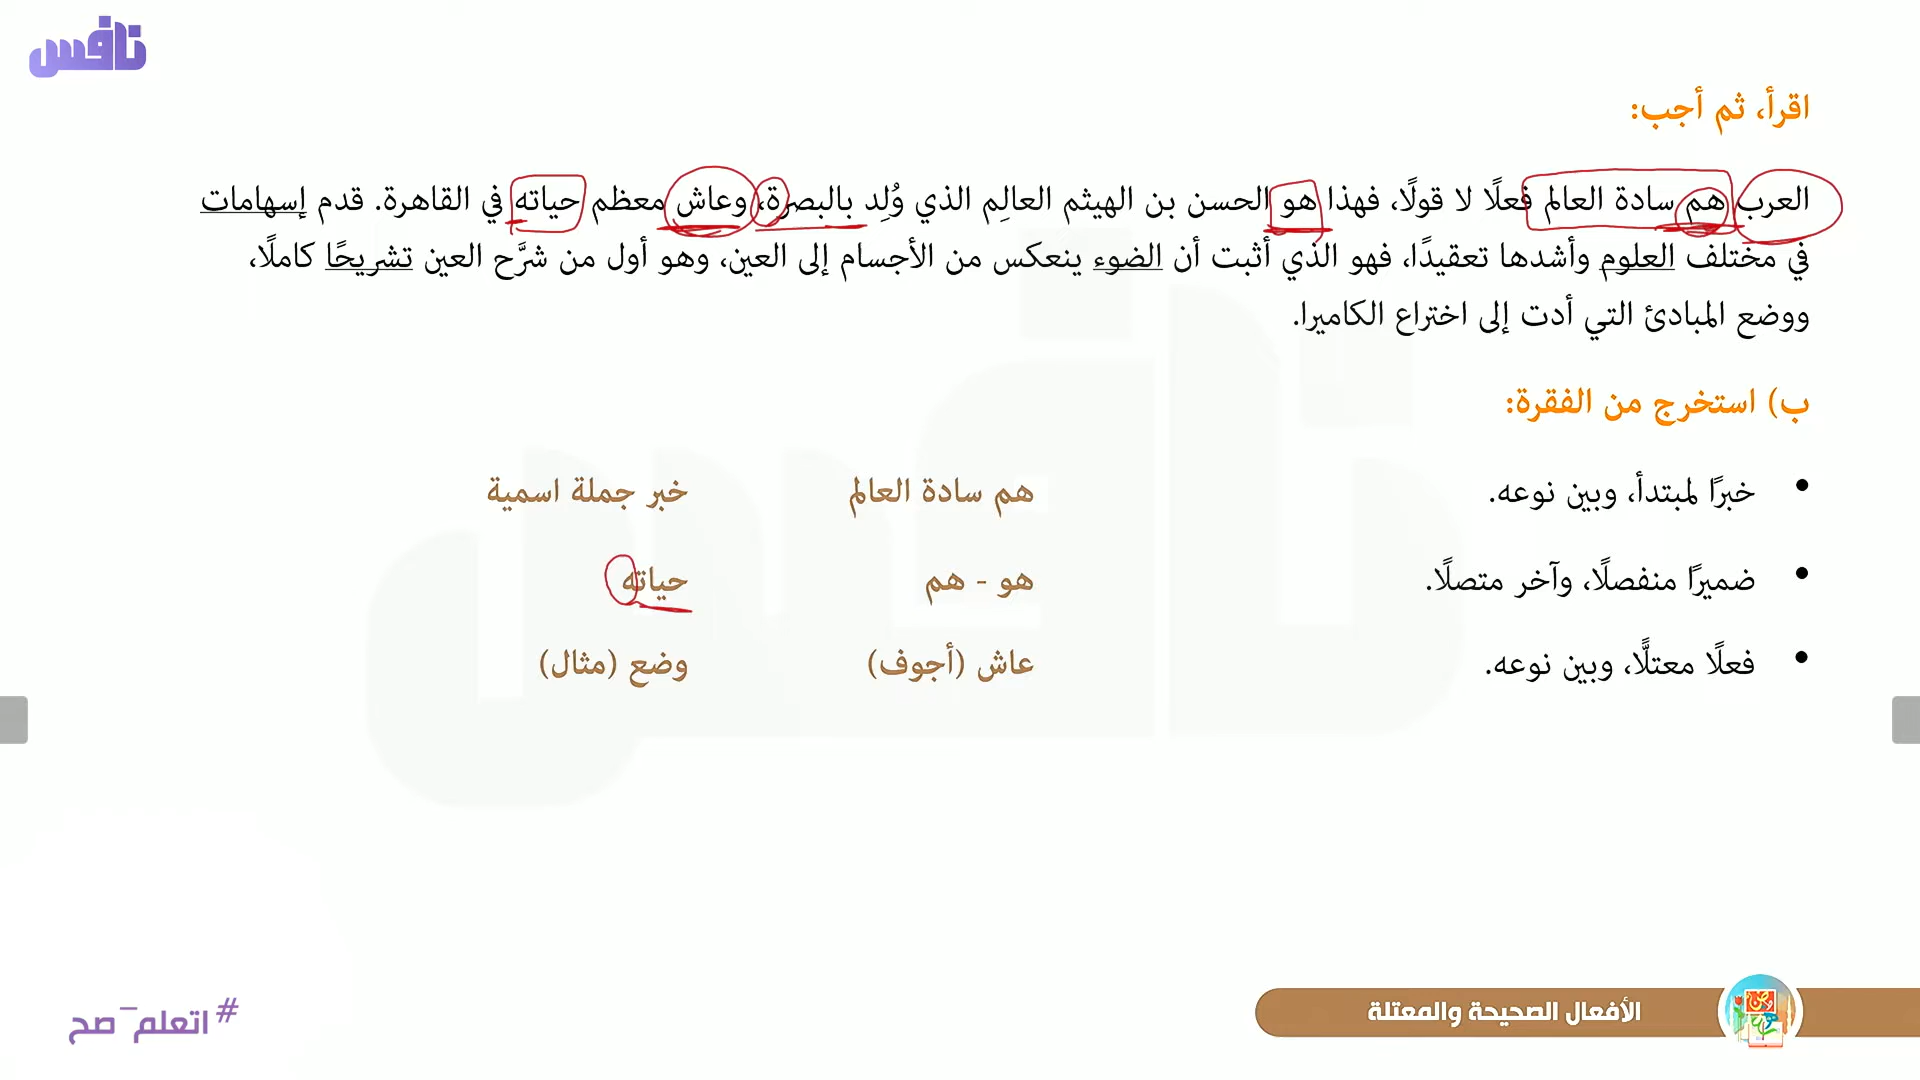 نافس
اقرأ، ثم أجب:
العرب هم سادة العالم فعلًا لا قولًا، فهذا هو الحسن بن الهيثم العالِم الذي وُلِد بالبصرة، وعاش معظم حياته في القاهرة. قدم إسهامات
في مختلف العلوم وأشدها تعقيدًا، فهو الذي أثبت أن الضوء ينعكس من الأجسام إلى العين، وهو أول من شرَّح العين تشريحًا كاملًا،
ووضع المبادئ التي أدت إلى اختراع الكاميرا.
ب) استخرج من الفقرة:
• خبرًا لمبتدأ، وبين نوعه. هم سادة العالم خبر جملة اسمية
• ضميرًا منفصلًا، وآخر متصلًا. هو - هم حياته
• فعلًا معتلًّا، وبين نوعه. عاش (أجوف) وضع (مثال)
الأفعال الصحيحة والمعتلة
#اتعلم_صح